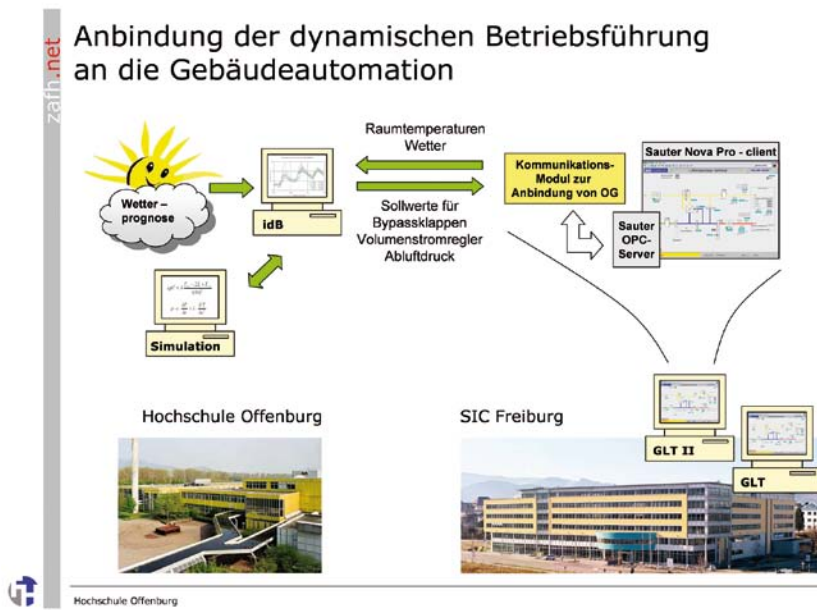 zafh.net
Anbindung der dynamischen Betriebsführung
an die Gebäudeautomation
Wetter –
prognose
idB
Raumtemperaturen
Wetter
Sollwerte für
Bypassklappen
Volumenstromregler
Abluftdruck
Kommunikations-
Modul zur
Anbindung von OG
Sauter Nova Pro - client
Sauter
OPC-
Server
Simulation
Hochschule Offenburg
SIC Freiburg
GLT II
GLT
Hochschule Offenburg